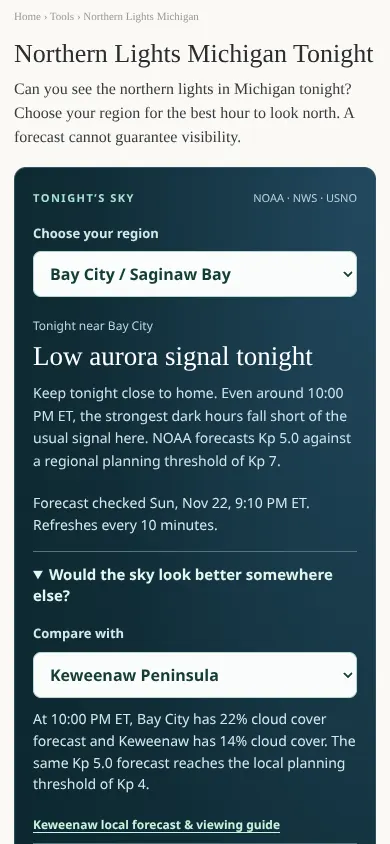 Home › Tools › Northern Lights Michigan
Northern Lights Michigan Tonight
Can you see the northern lights in Michigan tonight?
Choose your region for the best hour to look north. A
forecast cannot guarantee visibility.
TONIGHT'S SKY
NOAA · NWS · USNO
Choose your region
Bay City / Saginaw Bay
Tonight near Bay City
Low aurora signal tonight
Keep tonight close to home. Even around 10:00
PM ET, the strongest dark hours fall short of the
usual signal here. NOAA forecasts Kp 5.0 against
a regional planning threshold of Kp 7.
Forecast checked Sun, Nov 22, 9:10 PM ET.
Refreshes every 10 minutes.
▼ Would the sky look better somewhere
else?
Compare with
Keweenaw Peninsula
At 10:00 PM ET, Bay City has 22% cloud cover
forecast and Keweenaw has 14% cloud cover. The
same Kp 5.0 forecast reaches the local planning
threshold of Kp 4.
Keweenaw local forecast & viewing guide